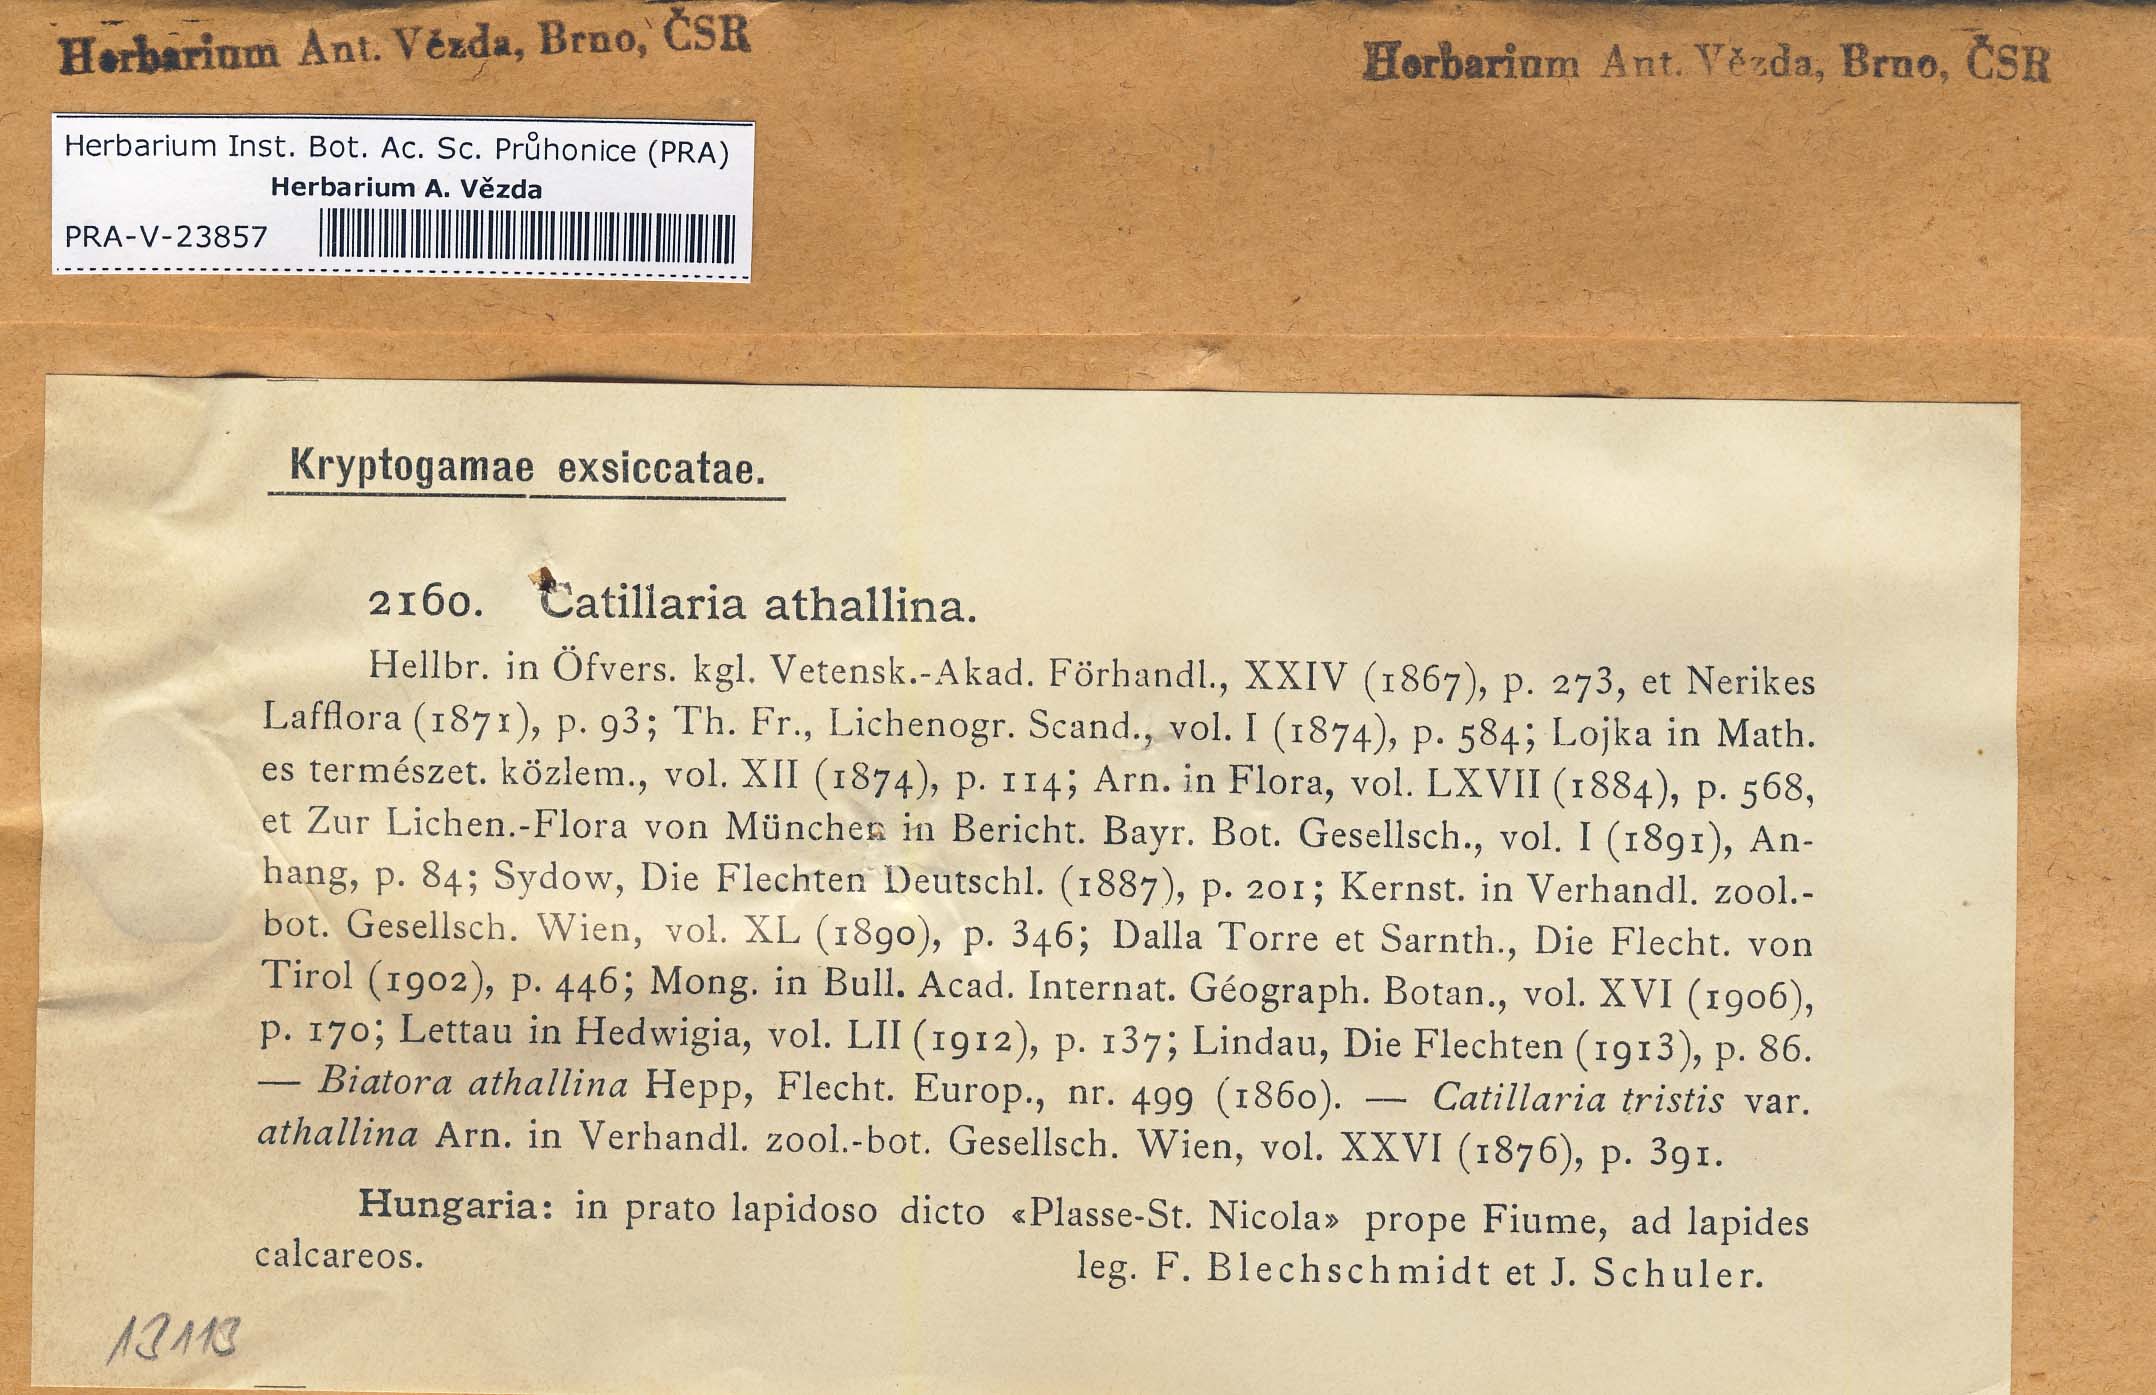 Herbarium Ant. Vězda, Brno, ČSR
Herbarium Ant. Vězda, Brno, ČSR
Herbarium Inst. Bot. Ac. Sc. Průhonice (PRA)
Herbarium A. Vězda
PRA-V-23857
Kryptogamae exsiccatae.
2160. Catillaria athallina.
Hellbr. in Öfvers. kgl. Vetensk.-Akad. Förhandl., XXIV (1867), p. 273, et Nerikes
Lafflora (1871), p. 93; Th. Fr., Lichenogr. Scand., vol. I (1874), p. 584; Lojka in Math.
es természet. közlem., vol. XII (1874), p. 114; Arn. in Flora, vol. LXVII (1884), p. 568,
et Zur Lichen.-Flora von München in Bericht. Bayr. Bot. Gesellsch., vol. I (1891), An-
hang, p. 84; Sydow, Die Flechten Deutschl. (1887), p. 201; Kernst. in Verhandl. zool.-
bot. Gesellsch. Wien, vol. XL (1890), p. 346; Dalla Torre et Sarnth., Die Flecht. von
Tirol (1902), p. 446; Mong. in Bull. Acad. Internat. Géograph. Botan., vol. XVI (1906),
p. 170; Lettau in Hedwigia, vol. LII (1912), p. 137; Lindau, Die Flechten (1913), p. 86.
— Biatora athallina Hepp, Flecht. Europ., nr. 499 (1860). — Catillaria tristis var.
athallina Arn. in Verhandl. zool.-bot. Gesellsch. Wien, vol. XXVI (1876), p. 391.
Hungaria: in prato lapidoso dicto «Plasse-St. Nicola» prope Fiume, ad lapides
calcareos.
leg. F. Blechschmidt et J. Schuler.
13113